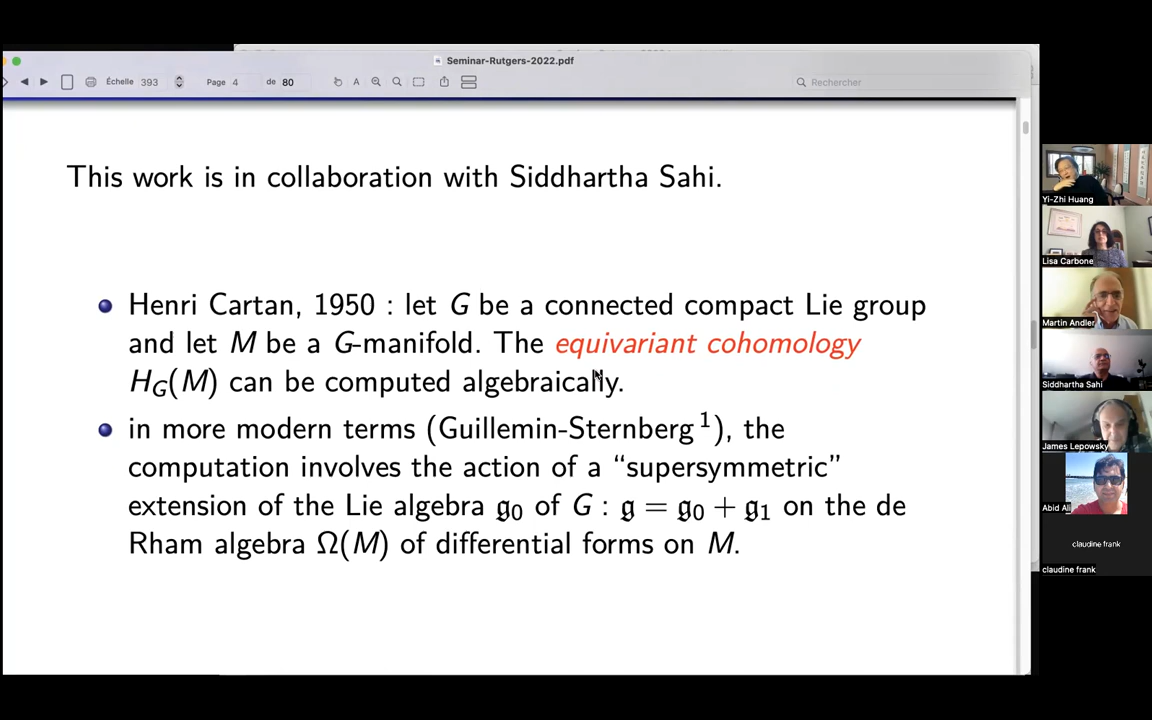 Seminar-Rutgers-2022.pdf
Échelle 393 Page 4 de 80 A Rechercher
This work is in collaboration with Siddhartha Sahi.
Henri Cartan, 1950 : let G be a connected compact Lie group
and let M be a G-manifold. The equivariant cohomology
H_G(M) can be computed algebraically.
in more modern terms (Guillemin-Sternberg¹), the
computation involves the action of a “supersymmetric”
extension of the Lie algebra 𝔤₀ of G : 𝔤 = 𝔤₀ + 𝔤₁ on the de
Rham algebra Ω(M) of differential forms on M.
Yi-Zhi Huang
Lisa Carbone
Martin Andler
Siddhartha Sahi
James Lepowsky
Abid Ali
claudine frank
claudine frank